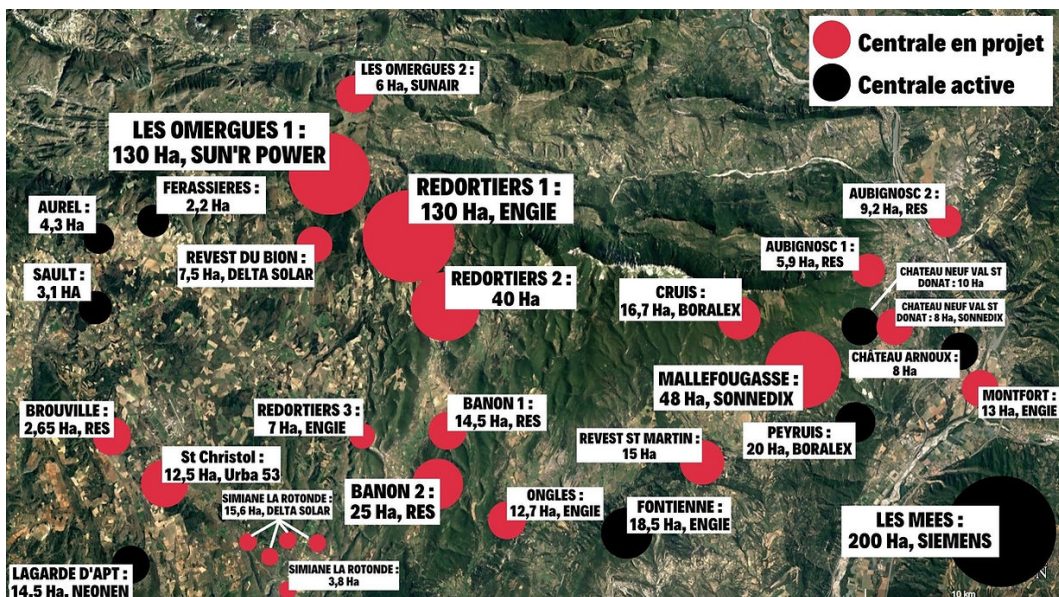 Centrale en projet
Centrale active
LES OMERGUES 2 :
6 Ha, SUNAIR
LES OMERGUES 1 :
130 Ha, SUN'R POWER
REDORTIERS 1 :
130 Ha, ENGIE
FERASSIERES :
2,2 Ha
AUREL :
4,3 Ha
AUBIGNOSC 2 :
9,2 Ha, RES
REVEST DU BION :
7,5 Ha, DELTA SOLAR
AUBIGNOSC 1 :
5,9 Ha, RES
SAULT :
3,1 HA
REDORTIERS 2 :
40 Ha
CHATEAU NEUF VAL ST
DONAT : 10 Ha
CRUIS :
16,7 Ha, BORALEX
CHATEAU NEUF VAL ST
DONAT : 8 Ha, SONNEDIX
CHÂTEAU ARNOUX :
8 Ha
MALLEFOUGASSE :
48 Ha, SONNEDIX
MONTFORT :
13 Ha, ENGIE
BROUVILLE :
2,65 Ha, RES
REDORTIERS 3 :
7 Ha, ENGIE
BANON 1 :
14,5 Ha, RES
PEYRUIS :
20 Ha, BORALEX
REVEST ST MARTIN :
15 Ha
St Christol :
12,5 Ha, Urba 53
BANON 2 :
25 Ha, RES
SIMIANE LA ROTONDE :
15,6 Ha, DELTA SOLAR
ONGLES :
12,7 Ha, ENGIE
FONTIENNE :
18,5 Ha, ENGIE
LES MEES :
200 Ha, SIEMENS
LAGARDE D'APT :
14,5 Ha, NEONEN
SIMIANE LA ROTONDE :
3,8 Ha
N
10 km